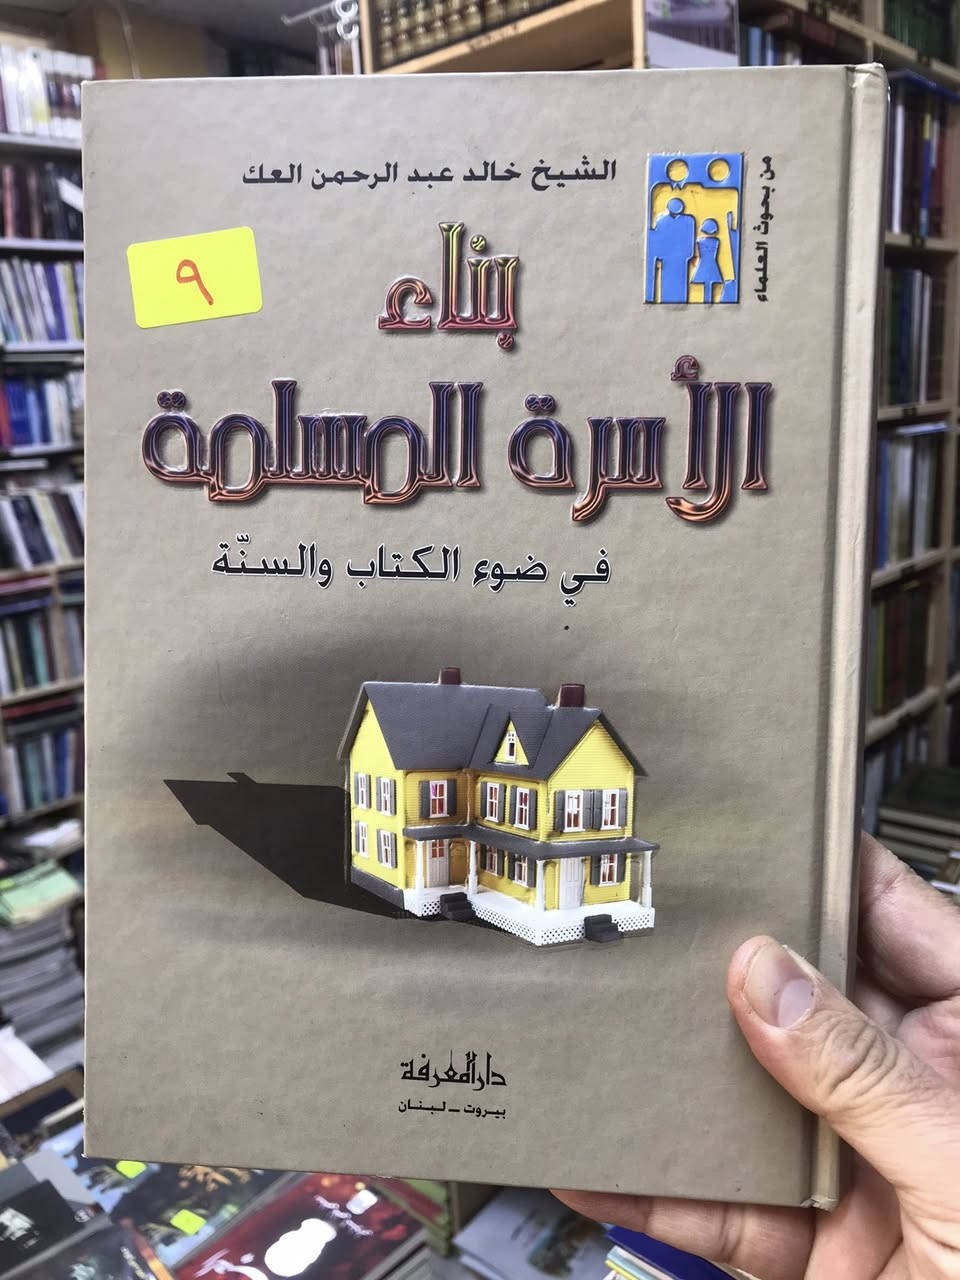 الشيخ خالد عبد الرحمن العك
من بحوث العلماء
٩
بناء
الأسرة المسلمة
في ضوء الكتاب والسنّة
دار المعرفة
بيروت _ لبنان